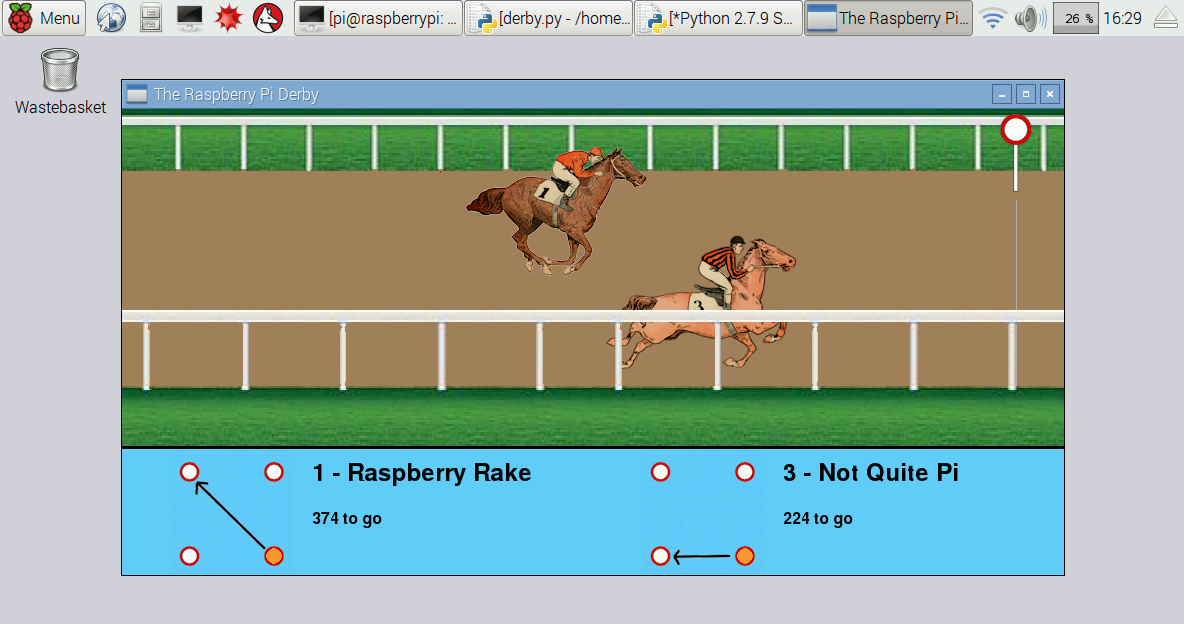 Menu
[pi@raspberrypi: ...
[derby.py - /home...
[*Python 2.7.9 S...
The Raspberry Pi...
26 %
16:29
Wastebasket
The Raspberry Pi Derby
1
3
1 - Raspberry Rake
374 to go
3 - Not Quite Pi
224 to go